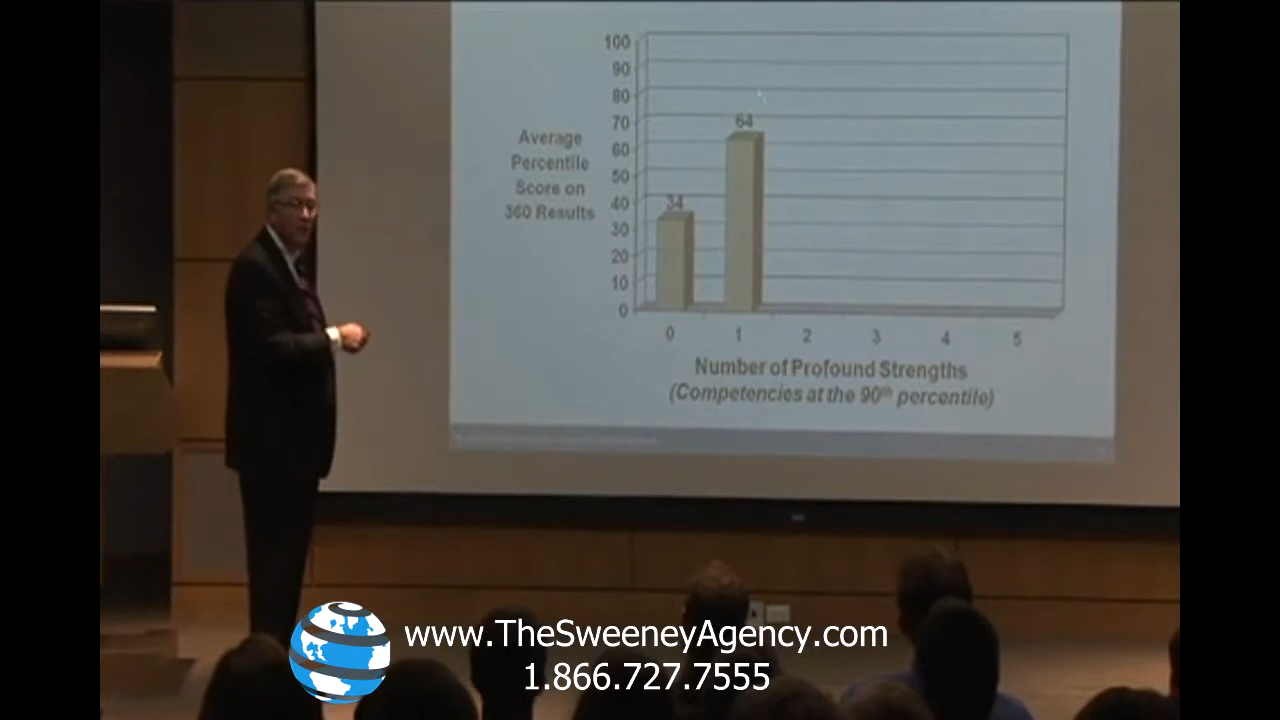 100
90
80
70
60
50
40
30
20
10
0
Average
Percentile
Score on
360 Results
34
64
0 1 2 3 4 5
Number of Profound Strengths
(Competencies at the 90th percentile)
www.TheSweeneyAgency.com
1.866.727.7555